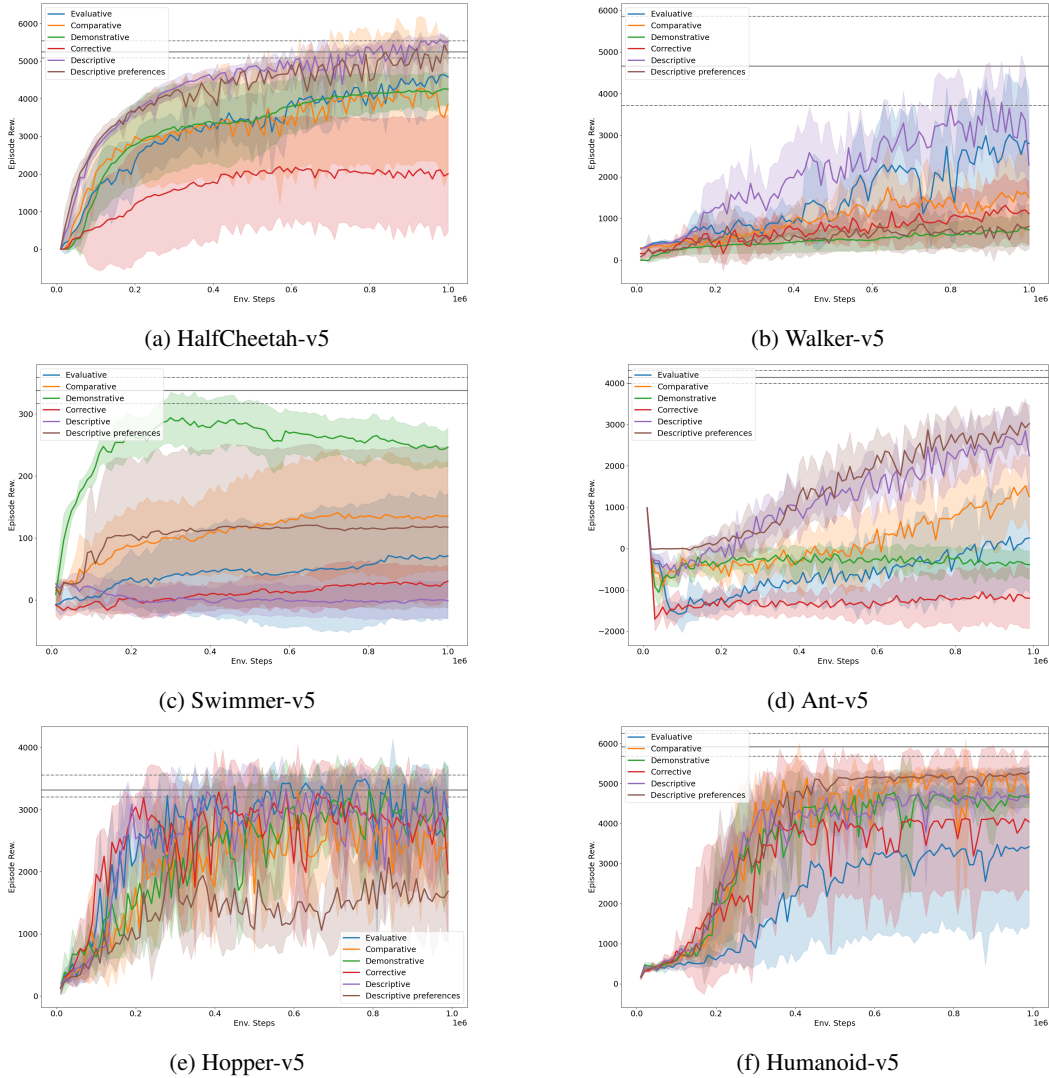 6000
5000
4000
3000
2000
1000
0
−1000
Episode Rew.
Evaluative
Comparative
Demonstrative
Corrective
Descriptive
Descriptive preferences
0.0 0.2 0.4 0.6 0.8 1.0
1e6
Env. Steps
(a) HalfCheetah-v5
6000
5000
4000
3000
2000
1000
0
Episode Rew.
Evaluative
Comparative
Demonstrative
Corrective
Descriptive
Descriptive preferences
0.0 0.2 0.4 0.6 0.8 1.0
1e6
Env. Steps
(b) Walker-v5
300
200
100
0
Episode Rew.
Evaluative
Comparative
Demonstrative
Corrective
Descriptive
Descriptive preferences
0.0 0.2 0.4 0.6 0.8 1.0
1e6
Env. Steps
(c) Swimmer-v5
4000
3000
2000
1000
0
−1000
−2000
Episode Rew.
Evaluative
Comparative
Demonstrative
Corrective
Descriptive
Descriptive preferences
0.0 0.2 0.4 0.6 0.8 1.0
1e6
Env. Steps
(d) Ant-v5
4000
3000
2000
1000
0
Episode Rew.
Evaluative
Comparative
Demonstrative
Corrective
Descriptive
Descriptive preferences
0.0 0.2 0.4 0.6 0.8 1.0
1e6
Env. Steps
(e) Hopper-v5
6000
5000
4000
3000
2000
1000
0
Episode Rew.
Evaluative
Comparative
Demonstrative
Corrective
Descriptive
Descriptive preferences
0.0 0.2 0.4 0.6 0.8 1.0
1e6
Env. Steps
(f) Humanoid-v5